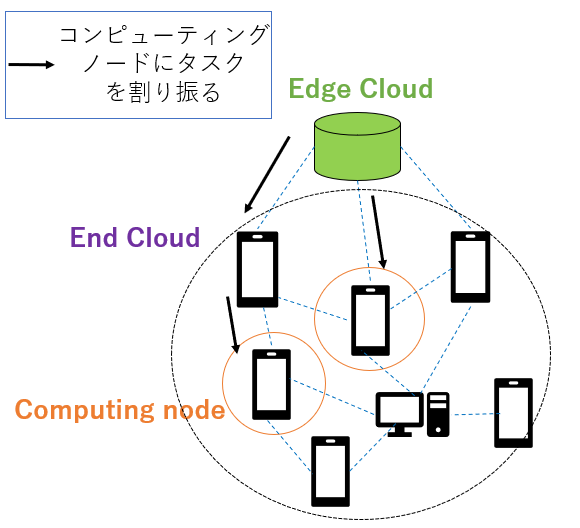 コンピューティング
ノードにタスク
を割り振る
Edge Cloud
End Cloud
Computing node